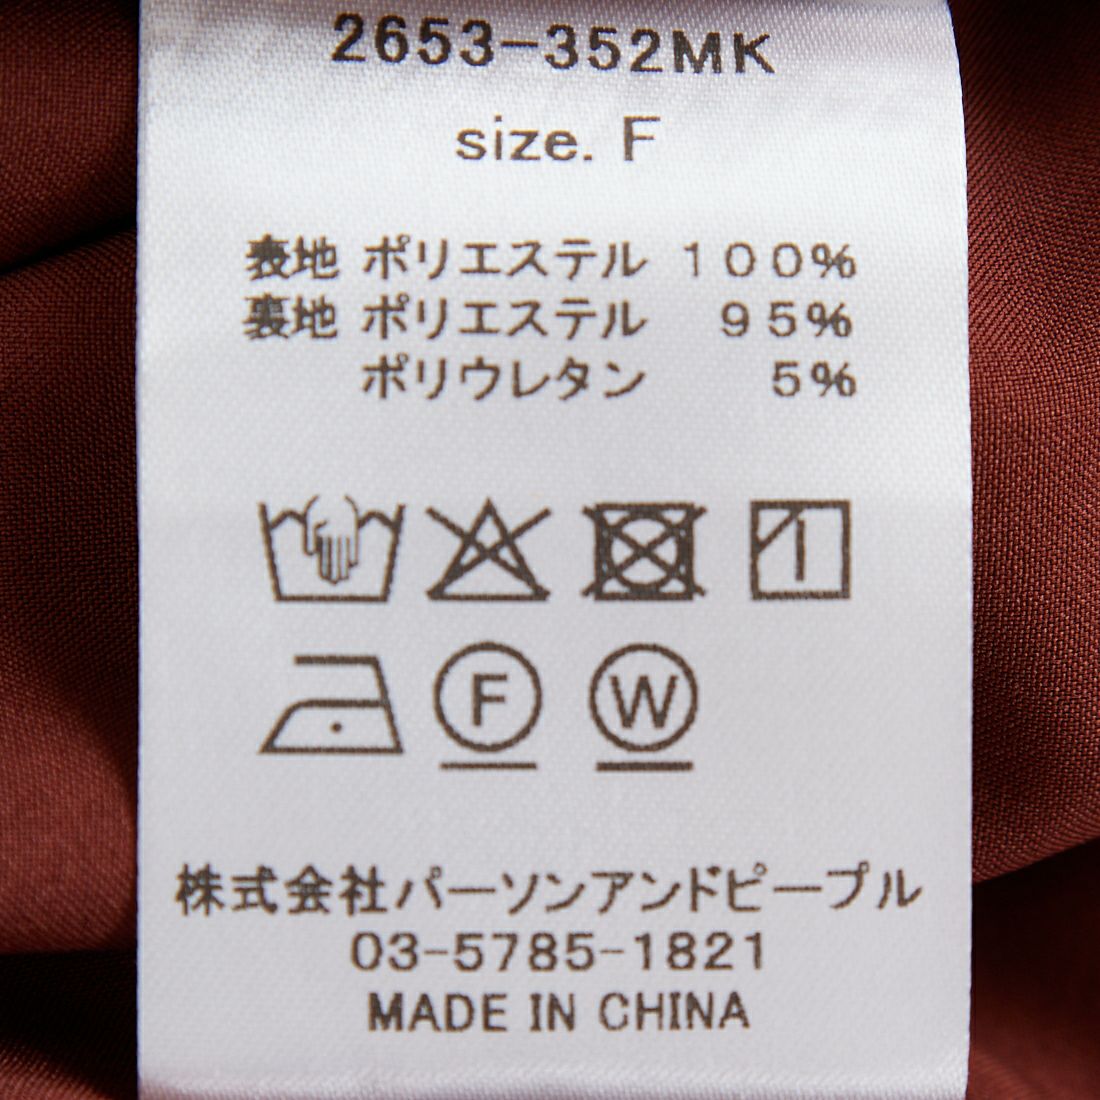 2653-352MK
size. F
表地 ポリエステル 100%
裏地 ポリエステル 95%
ポリウレタン 5%
F W
株式会社パーソンアンドピープル
03-5785-1821
MADE IN CHINA